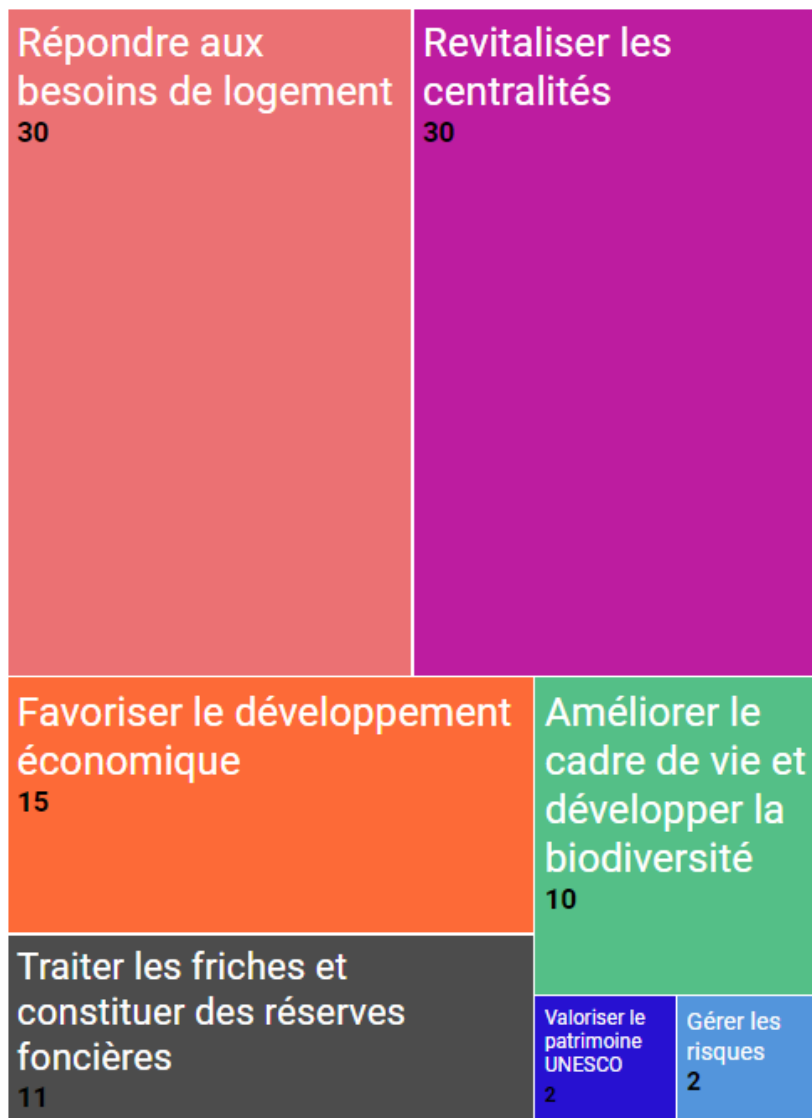 Répondre aux
besoins de logement
30
Revitaliser les
centralités
30
Favoriser le développement
économique
15
Améliorer le
cadre de vie et
développer la
biodiversité
10
Traiter les friches et
constituer des réserves
foncières
11
Valoriser le
patrimoine
UNESCO
2
Gérer les
risques
2